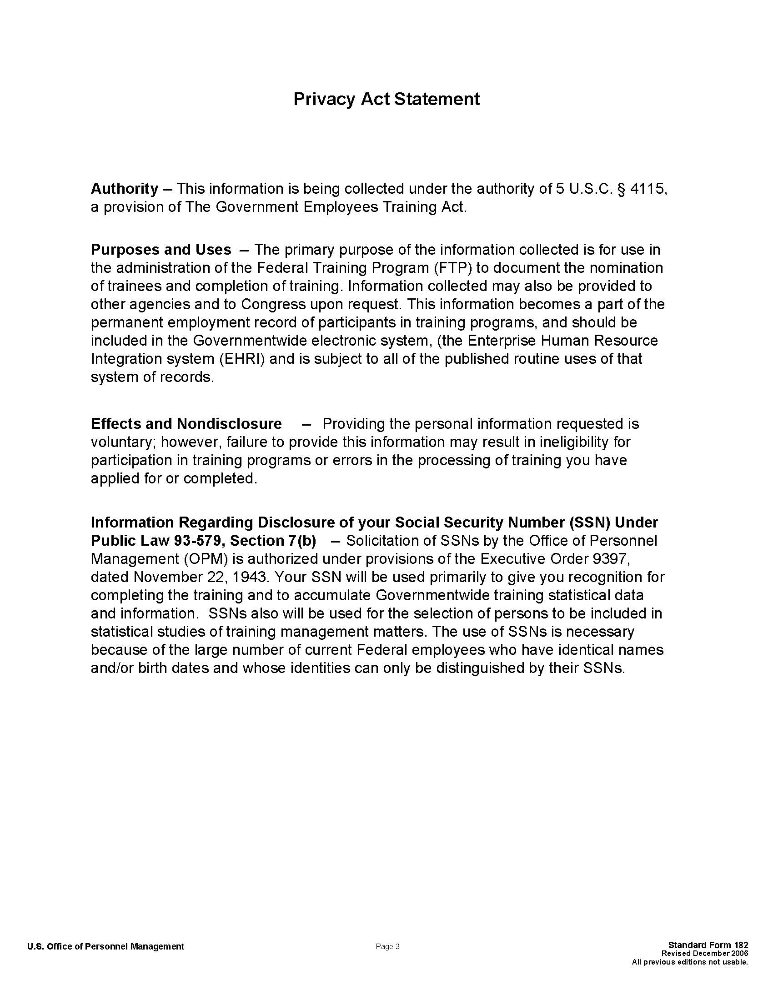 Privacy Act Statement
Authority – This information is being collected under the authority of 5 U.S.C. § 4115,
a provision of The Government Employees Training Act.
Purposes and Uses – The primary purpose of the information collected is for use in
the administration of the Federal Training Program (FTP) to document the nomination
of trainees and completion of training. Information collected may also be provided to
other agencies and to Congress upon request. This information becomes a part of the
permanent employment record of participants in training programs, and should be
included in the Governmentwide electronic system, (the Enterprise Human Resource
Integration system (EHRI) and is subject to all of the published routine uses of that
system of records.
Effects and Nondisclosure – Providing the personal information requested is
voluntary; however, failure to provide this information may result in ineligibility for
participation in training programs or errors in the processing of training you have
applied for or completed.
Information Regarding Disclosure of your Social Security Number (SSN) Under
Public Law 93-579, Section 7(b) – Solicitation of SSNs by the Office of Personnel
Management (OPM) is authorized under provisions of the Executive Order 9397,
dated November 22, 1943. Your SSN will be used primarily to give you recognition for
completing the training and to accumulate Governmentwide training statistical data
and information. SSNs also will be used for the selection of persons to be included in
statistical studies of training management matters. The use of SSNs is necessary
because of the large number of current Federal employees who have identical names
and/or birth dates and whose identities can only be distinguished by their SSNs.
U.S. Office of Personnel Management
Page 3
Standard Form 182
Revised December 2006
All previous editions not usable.